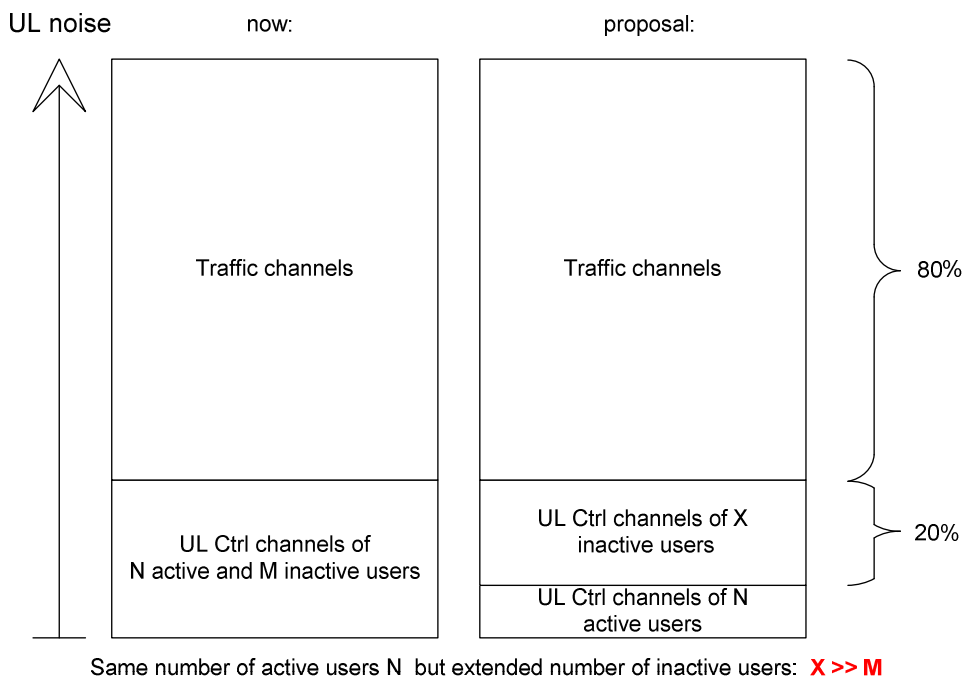 UL noise
now:
proposal:
Traffic channels
Traffic channels
80%
UL Ctrl channels of
N active and M inactive users
UL Ctrl channels of X
inactive users
20%
UL Ctrl channels of N
active users
Same number of active users N but extended number of inactive users: X >> M